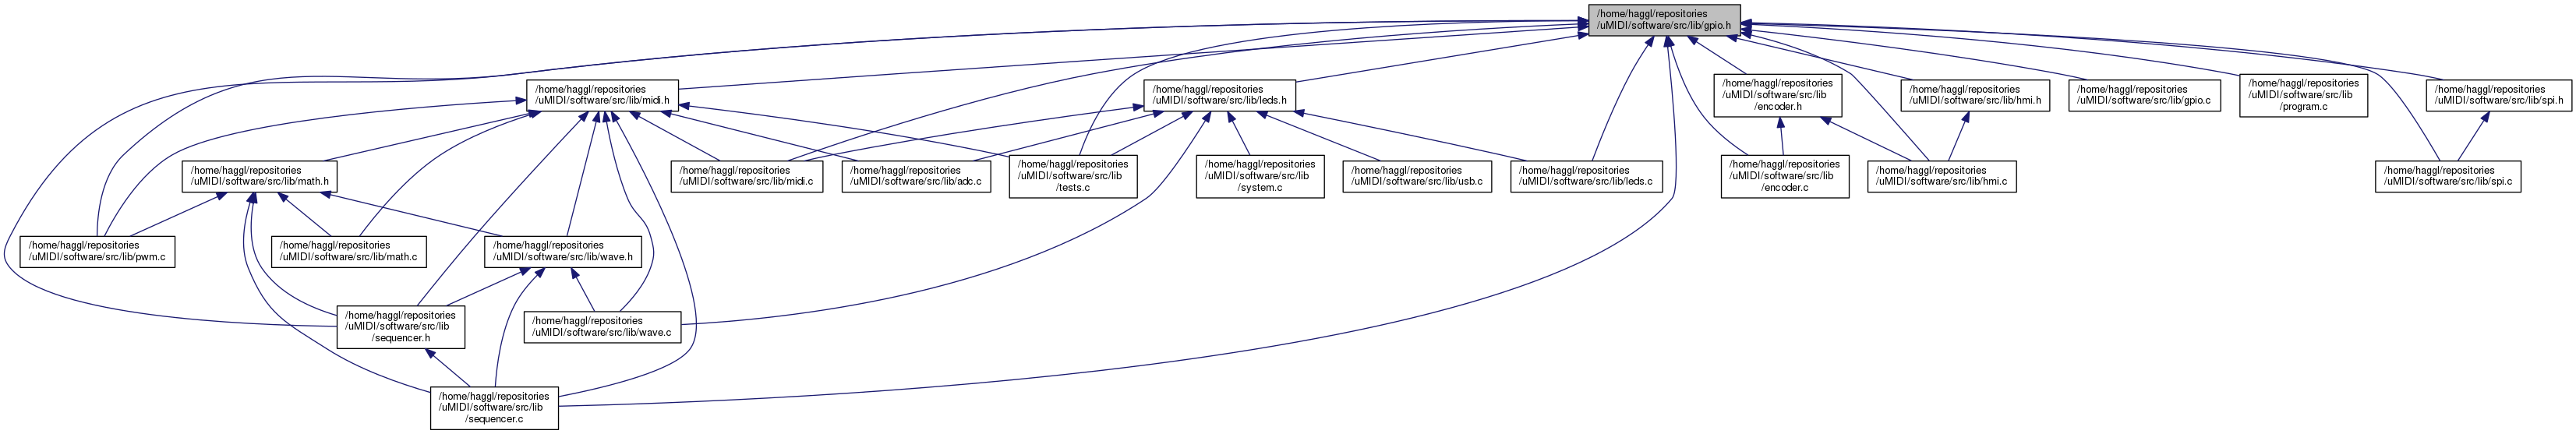 /home/haggl/repositories
/uMIDI/software/src/lib/gpio.h
/home/haggl/repositories
/uMIDI/software/src/lib/midi.h
/home/haggl/repositories
/uMIDI/software/src/lib/leds.h
/home/haggl/repositories
/uMIDI/software/src/lib
/encoder.h
/home/haggl/repositories
/uMIDI/software/src/lib/hmi.h
/home/haggl/repositories
/uMIDI/software/src/lib/gpio.c
/home/haggl/repositories
/uMIDI/software/src/lib
/program.c
/home/haggl/repositories
/uMIDI/software/src/lib/spi.h
/home/haggl/repositories
/uMIDI/software/src/lib/math.h
/home/haggl/repositories
/uMIDI/software/src/lib/midi.c
/home/haggl/repositories
/uMIDI/software/src/lib/adc.c
/home/haggl/repositories
/uMIDI/software/src/lib
/tests.c
/home/haggl/repositories
/uMIDI/software/src/lib
/system.c
/home/haggl/repositories
/uMIDI/software/src/lib/usb.c
/home/haggl/repositories
/uMIDI/software/src/lib/leds.c
/home/haggl/repositories
/uMIDI/software/src/lib
/encoder.c
/home/haggl/repositories
/uMIDI/software/src/lib/hmi.c
/home/haggl/repositories
/uMIDI/software/src/lib/spi.c
/home/haggl/repositories
/uMIDI/software/src/lib/pwm.c
/home/haggl/repositories
/uMIDI/software/src/lib/math.c
/home/haggl/repositories
/uMIDI/software/src/lib/wave.h
/home/haggl/repositories
/uMIDI/software/src/lib
/sequencer.h
/home/haggl/repositories
/uMIDI/software/src/lib/wave.c
/home/haggl/repositories
/uMIDI/software/src/lib
/sequencer.c